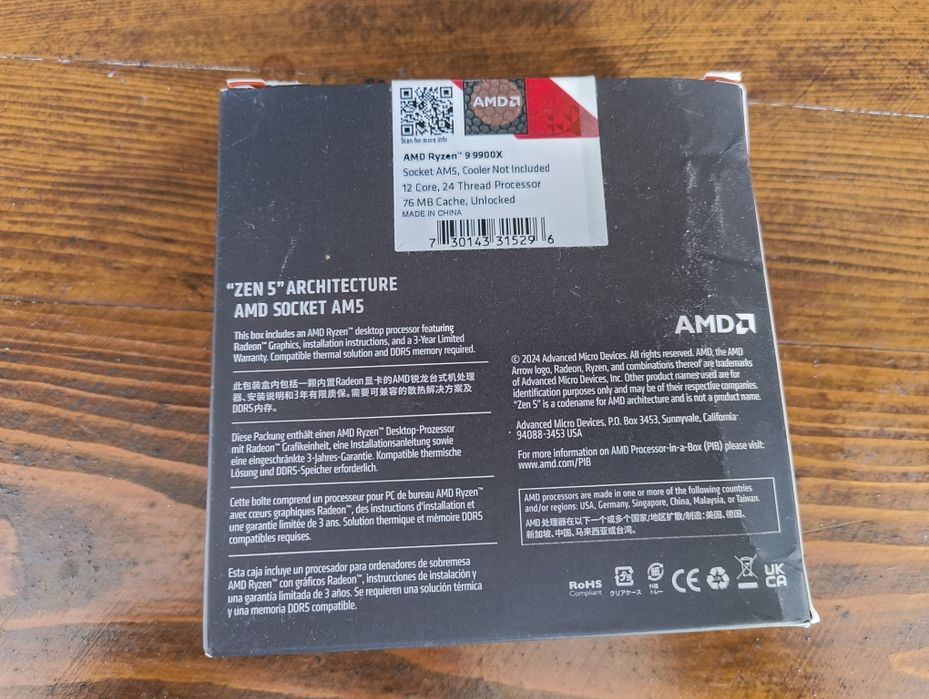 Scan for more info
AMD
AMD Ryzen™ 9 9900X
Socket AM5, Cooler Not Included
12 Core, 24 Thread Processor
76 MB Cache, Unlocked
MADE IN CHINA
7 30143 31529 6
“ZEN 5” ARCHITECTURE
AMD SOCKET AM5
This box includes an AMD Ryzen™ desktop processor featuring
Radeon™ Graphics, installation instructions, and a 3-Year Limited
Warranty. Compatible thermal solution and DDR5 memory required.
此包装盒内包括一颗内置Radeon显卡的AMD锐龙台式机处理
器、安装说明和3年有限质保。需要可兼容的散热解决方案及
DDR5内存。
Diese Packung enthält einen AMD Ryzen™ Desktop-Prozessor
mit Radeon™ Grafikeinheit, eine Installationsanleitung sowie
eine eingeschränkte 3-Jahres-Garantie. Kompatible thermische
Lösung und DDR5-Speicher erforderlich.
Cette boîte comprend un processeur pour PC de bureau AMD Ryzen™
avec cœurs graphiques Radeon™, des instructions d'installation et
une garantie limitée de 3 ans. Solution thermique et mémoire DDR5
compatibles requises.
Esta caja incluye un procesador para ordenadores de sobremesa
AMD Ryzen™ con gráficos Radeon™, instrucciones de instalación y
una garantía limitada de 3 años. Se requieren una solución térmica
y una memoria DDR5 compatible.
AMD
© 2024 Advanced Micro Devices. All rights reserved. AMD, the AMD
Arrow logo, Radeon, Ryzen, and combinations thereof are trademarks
of Advanced Micro Devices, Inc. Other product names used are for
identification purposes only and may be of their respective companies.
“Zen 5” is a codename for AMD architecture and is not a product name.
Advanced Micro Devices, P.O. Box 3453, Sunnyvale, California
94088-3453 USA
For more information on AMD Processor-in-a-Box (PIB) please visit:
www.amd.com/PIB
AMD processors are made in one or more of the following countries
and/or regions: USA, Germany, Singapore, China, Malaysia, or Taiwan.
AMD 处理器在以下一个或多个国家/地区扩散/制造：美国、德国、
新加坡、中国、马来西亚或台湾。
RoHS
Compliant
クリアケース
外箱
トレー
CE
UK
CA